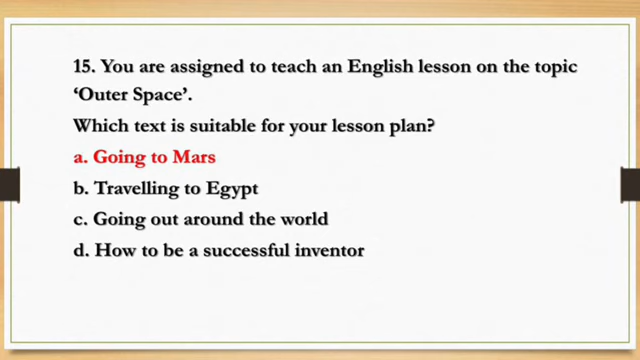 15. You are assigned to teach an English lesson on the topic
‘Outer Space’.
Which text is suitable for your lesson plan?
a. Going to Mars
b. Travelling to Egypt
c. Going out around the world
d. How to be a successful inventor